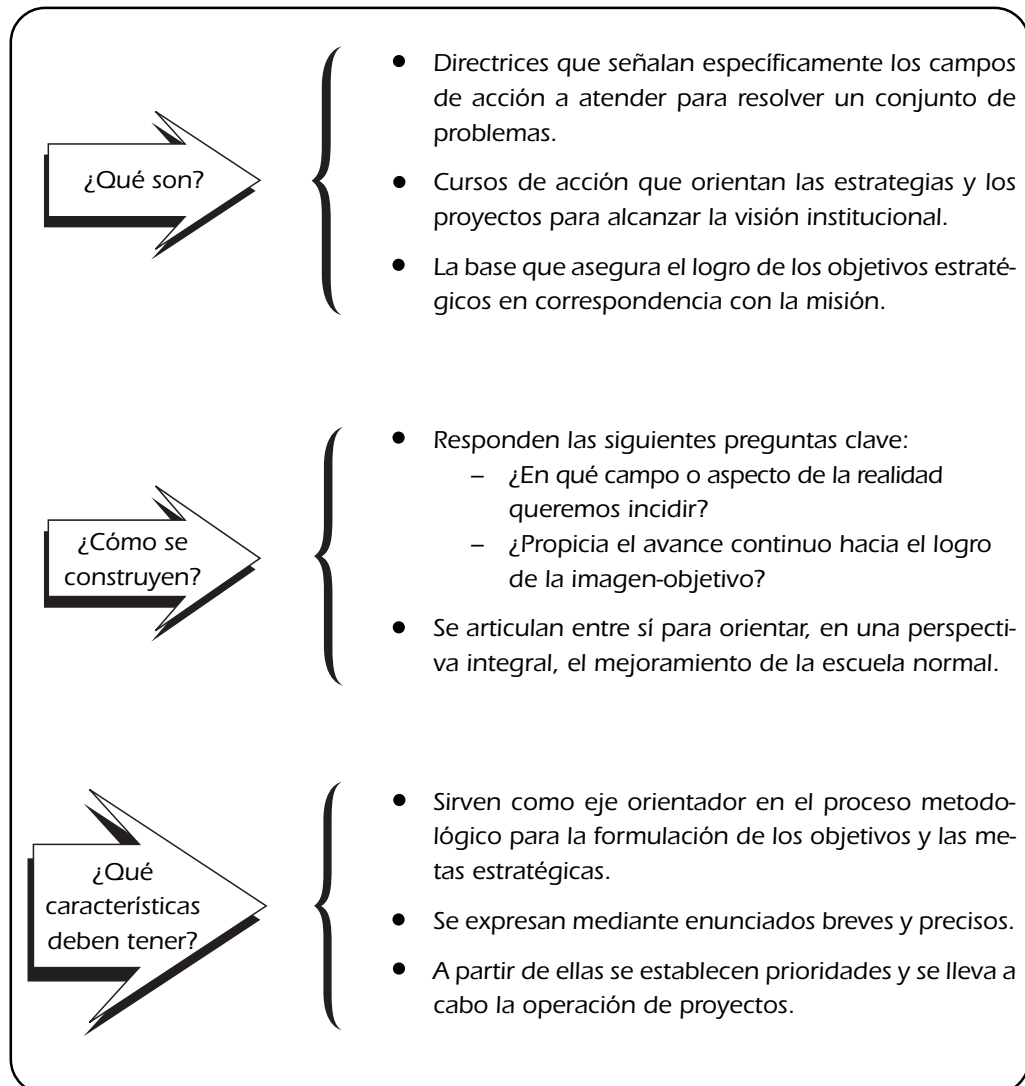 ¿Qué son?
• Directrices que señalan específicamente los campos
de acción a atender para resolver un conjunto de
problemas.
• Cursos de acción que orientan las estrategias y los
proyectos para alcanzar la visión institucional.
• La base que asegura el logro de los objetivos estraté-
gicos en correspondencia con la misión.
¿Cómo se
construyen?
• Responden las siguientes preguntas clave:
– ¿En qué campo o aspecto de la realidad
queremos incidir?
– ¿Propicia el avance continuo hacia el logro
de la imagen-objetivo?
• Se articulan entre sí para orientar, en una perspecti-
va integral, el mejoramiento de la escuela normal.
¿Qué
características
deben tener?
• Sirven como eje orientador en el proceso metodo-
lógico para la formulación de los objetivos y las me-
tas estratégicas.
• Se expresan mediante enunciados breves y precisos.
• A partir de ellas se establecen prioridades y se lleva a
cabo la operación de proyectos.